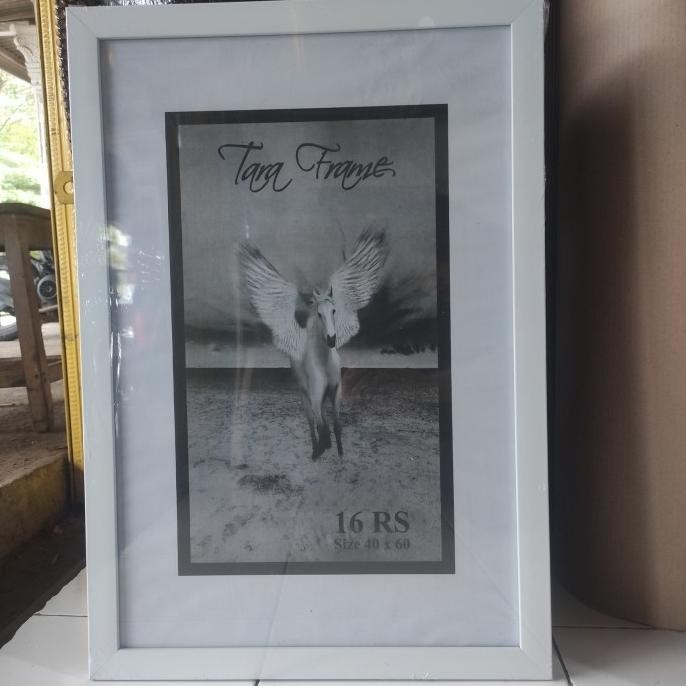 Tara Frame
16 RS
Size 40 x 60